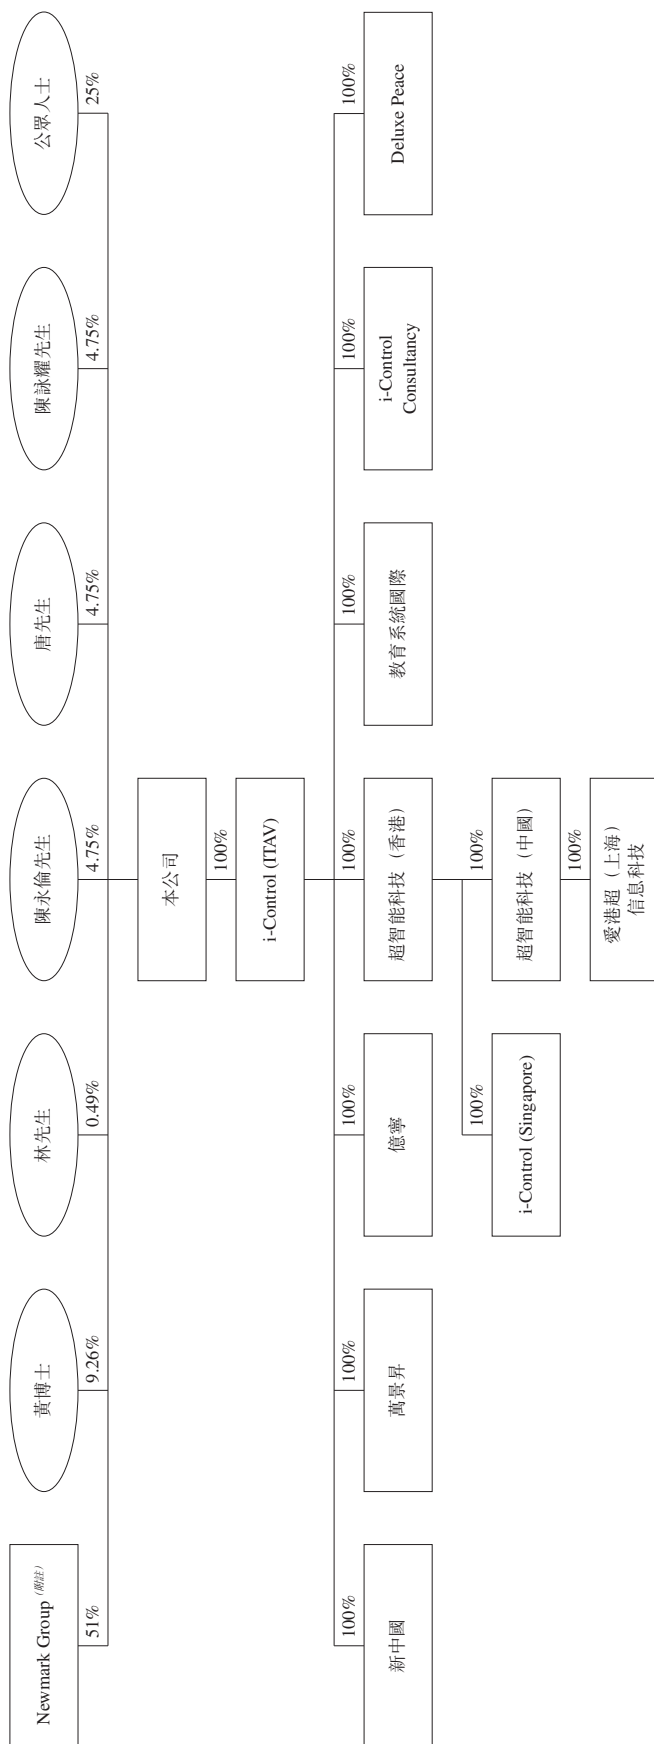 Newmark Group (附註)
黃博士
林先生
陳永倫先生
唐先生
陳詠耀先生
公眾人士
51%
9.26%
0.49%
4.75%
4.75%
4.75%
25%
本公司
100%
i-Control (ITAV)
100%
100%
100%
100%
100%
100%
100%
新中國
萬景昇
億寧
超智能科技（香港）
教育系統國際
i-Control
Consultancy
Deluxe Peace
100%
100%
i-Control (Singapore)
超智能科技（中國）
100%
愛港超（上海）
信息科技